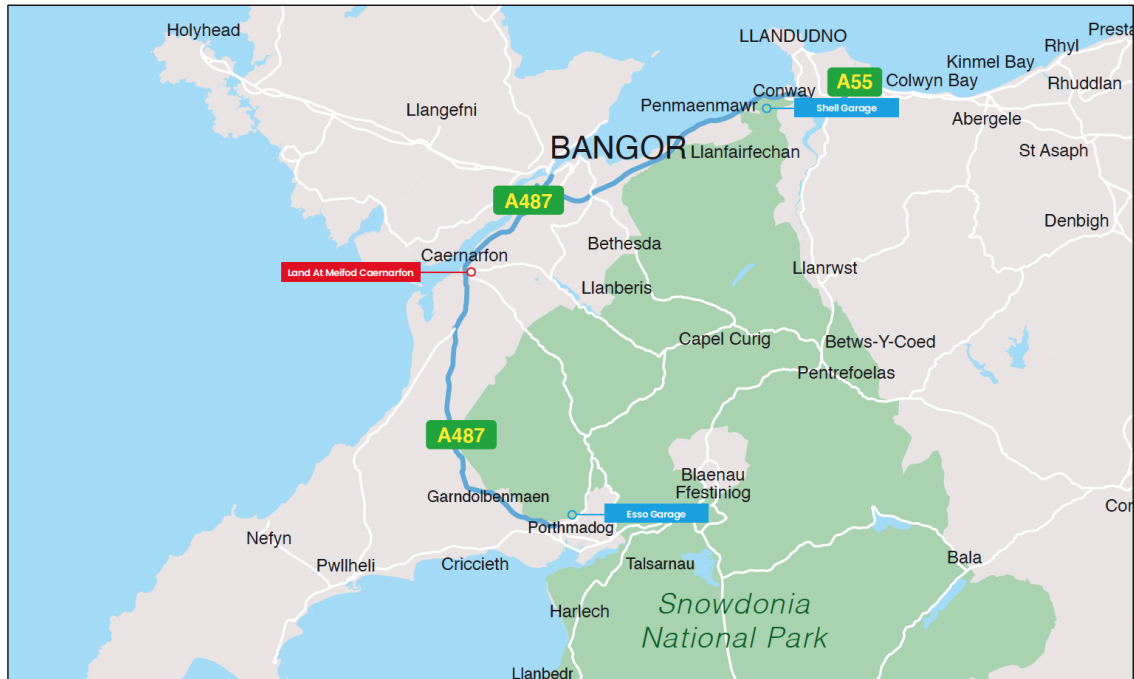 Holyhead
LLANDUDNO
Presta
Rhyl
Kinmel Bay
A55
Colwyn Bay
Rhuddlan
Conway
Penmaenmawr
Shell Garage
Llangefni
Abergele
BANGOR
Llanfairfechan
St Asaph
A487
Denbigh
Bethesda
Caernarfon
Land At Meifod Caernarfon
Llanrwst
Llanberis
Capel Curig
Betws-Y-Coed
Pentrefoelas
A487
Blaenau
Ffestiniog
Garndolbenmaen
Cor
Esso Garage
Porthmadog
Nefyn
Pwllheli
Criccieth
Talsarnau
Bala
Harlech
Snowdonia
National Park
Llanbedr